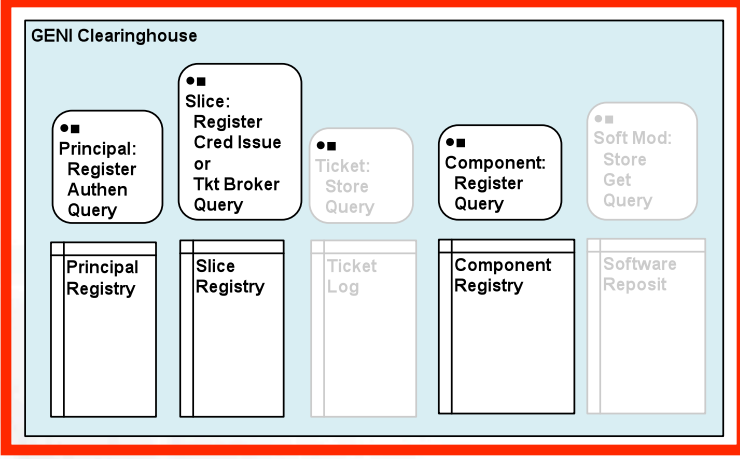 GENI Clearinghouse
Principal:
Register
Authen
Query
Slice:
Register
Cred Issue
or
Tkt Broker
Query
Ticket:
Store
Query
Component:
Register
Query
Soft Mod:
Store
Get
Query
Principal
Registry
Slice
Registry
Ticket
Log
Component
Registry
Software
Reposit